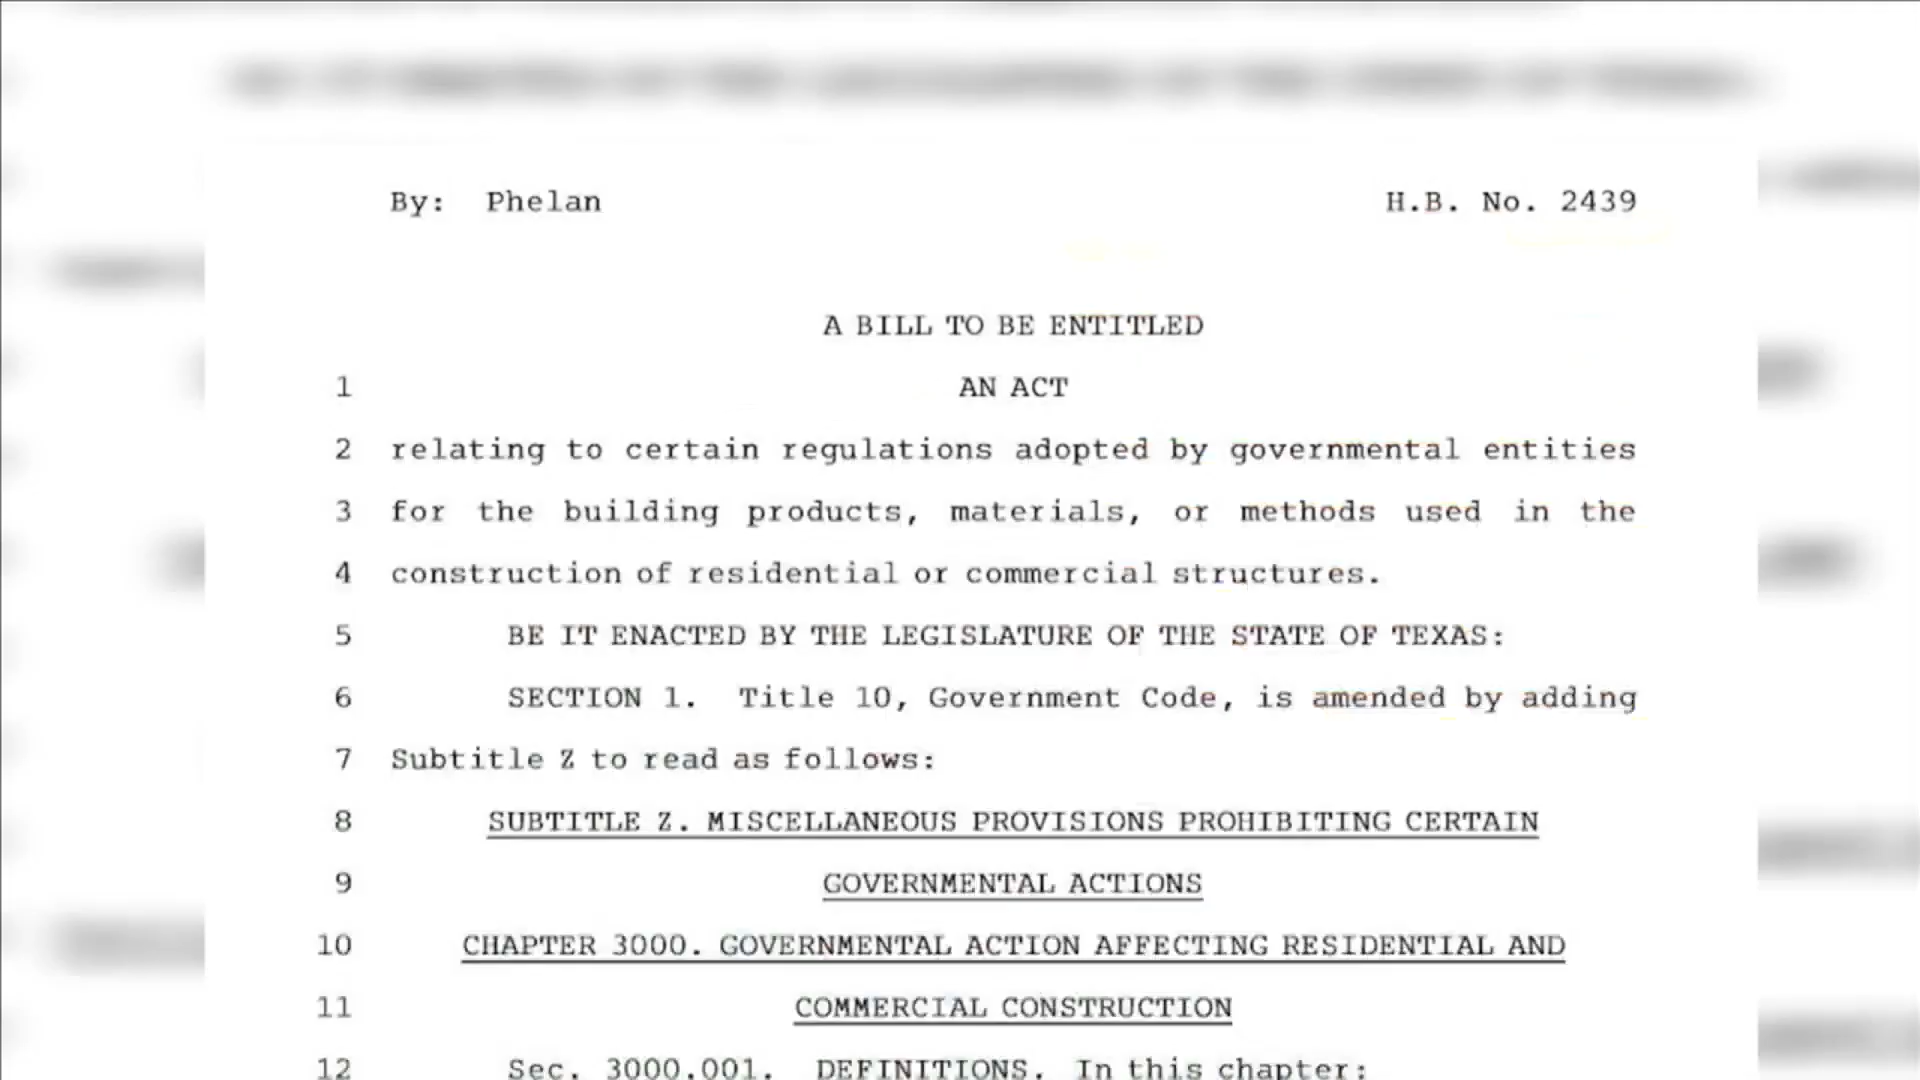 By: Phelan H.B. No. 2439
A BILL TO BE ENTITLED
1 AN ACT
2 relating to certain regulations adopted by governmental entities
3 for the building products, materials, or methods used in the
4 construction of residential or commercial structures.
5 BE IT ENACTED BY THE LEGISLATURE OF THE STATE OF TEXAS:
6 SECTION 1. Title 10, Government Code, is amended by adding
7 Subtitle Z to read as follows:
8 SUBTITLE Z. MISCELLANEOUS PROVISIONS PROHIBITING CERTAIN
9 GOVERNMENTAL ACTIONS
10 CHAPTER 3000. GOVERNMENTAL ACTION AFFECTING RESIDENTIAL AND
11 COMMERCIAL CONSTRUCTION
12 Sec. 3000.001. DEFINITIONS. In this chapter: